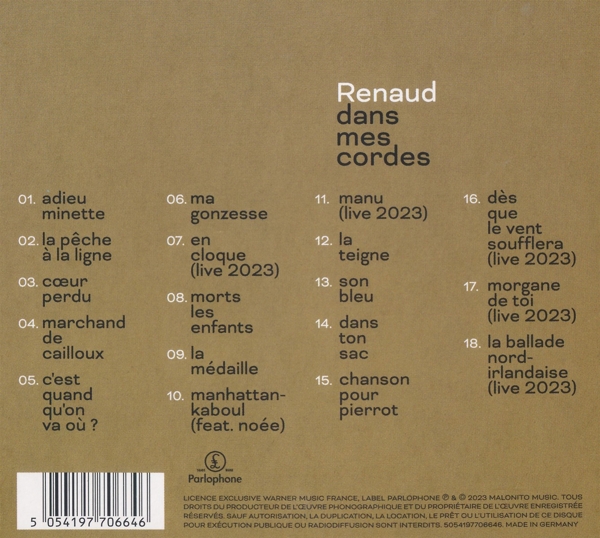 Renaud
dans
mes
cordes
01. adieu
minette
02. la pêche
à la ligne
03. cœur
perdu
04. marchand
de
cailloux
05. c'est
quand
qu'on
va où ?
06. ma
gonzesse
07. en
cloque
(live 2023)
08. morts
les
enfants
09. la
médaille
10. manhattan-
kaboul
(feat. noée)
11. manu
(live 2023)
12. la
teigne
13. son
bleu
14. dans
ton
sac
15. chanson
pour
pierrot
16. dès
que
le vent
soufflera
(live 2023)
17. morgane
de toi
(live 2023)
18. la ballade
nord-
irlandaise
(live 2023)
5 054197 706646
£
Parlophone
LICENCE EXCLUSIVE WARNER MUSIC FRANCE, LABEL PARLOPHONE ℗ & © 2023 MALONITO MUSIC. TOUS
DROITS DU PRODUCTEUR DE L'ŒUVRE PHONOGRAPHIQUE ET DU PROPRIÉTAIRE DE L'ŒUVRE ENREGISTRÉE
RÉSERVÉS. SAUF AUTORISATION, LA DUPLICATION, LA LOCATION, LE PRÊT OU L'UTILISATION DE CE DISQUE
POUR EXÉCUTION PUBLIQUE OU RADIODIFFUSION SONT INTERDITS. 5054197706646. MADE IN GERMANY